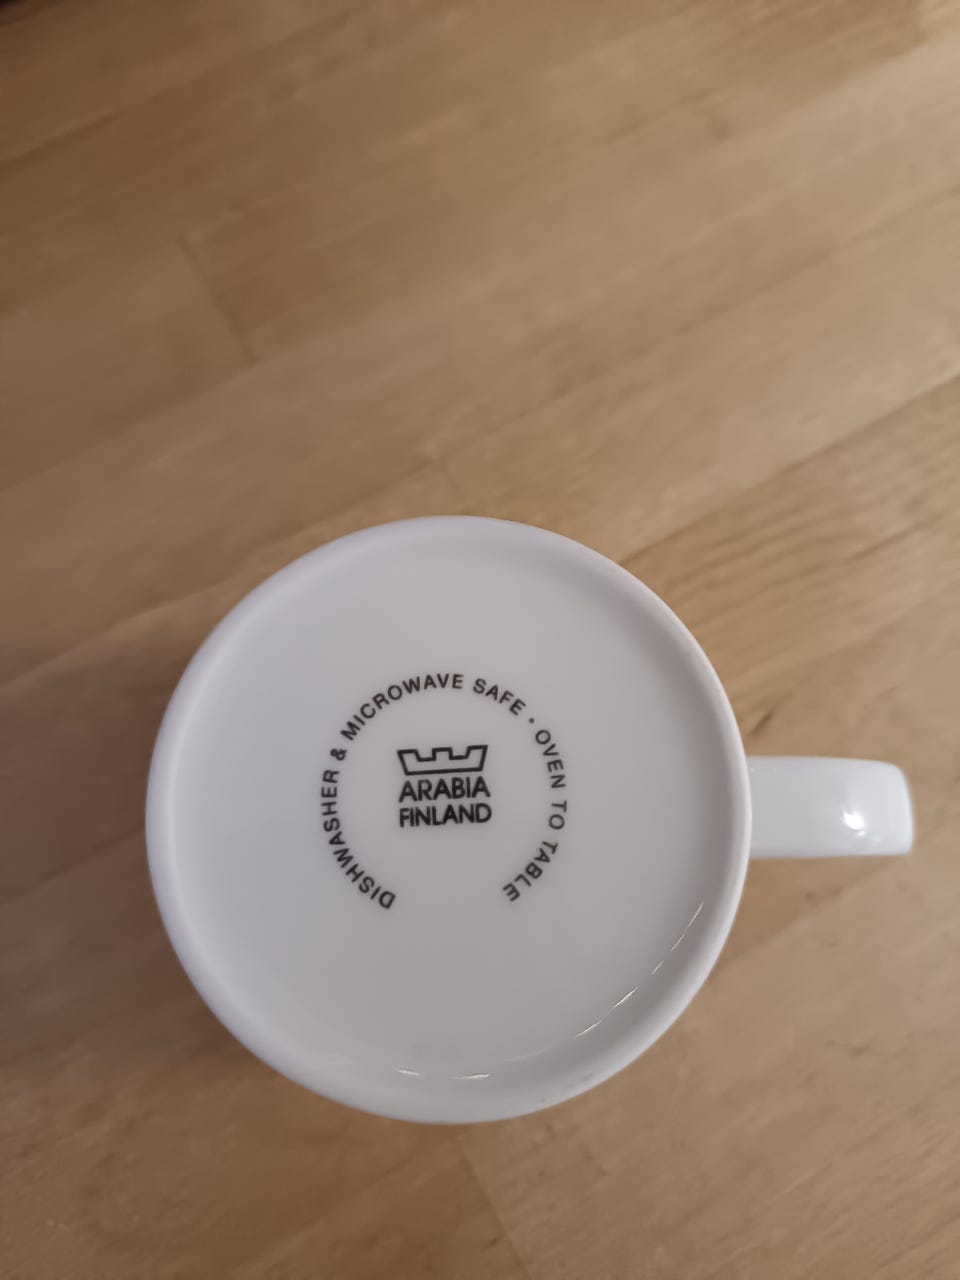 DISHWASHER & MICROWAVE SAFE · OVEN TO TABLE
ARABIA
FINLAND